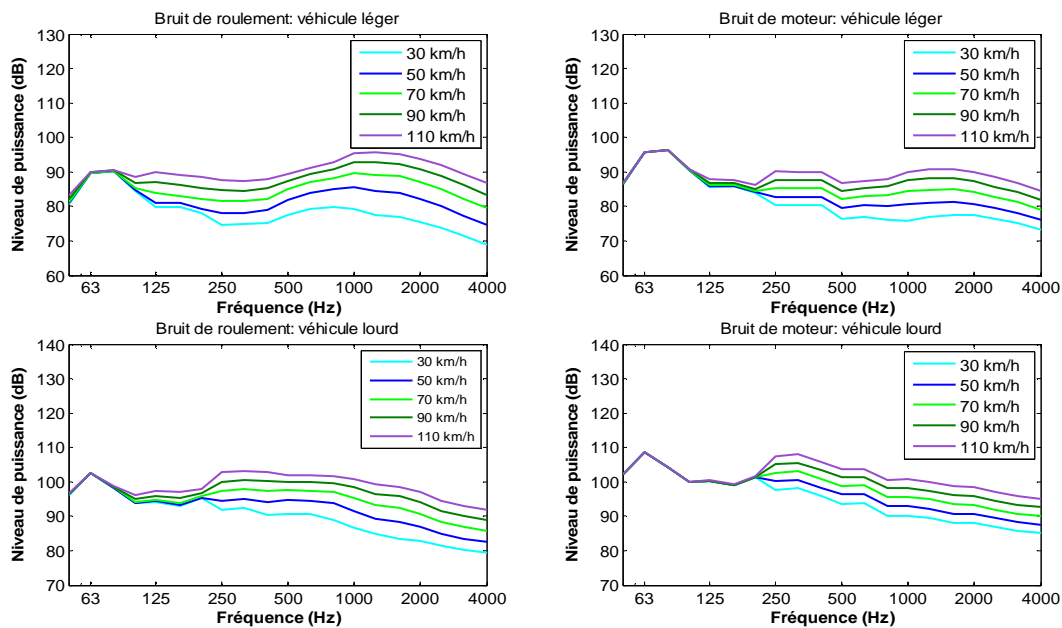 Bruit de roulement: véhicule léger
130
120
110
100
90
80
70
60
Niveau de puissance (dB)
30 km/h
50 km/h
70 km/h
90 km/h
110 km/h
63
125
250
500
1000
2000
4000
Fréquence (Hz)
Bruit de moteur: véhicule léger
130
120
110
100
90
80
70
60
Niveau de puissance (dB)
30 km/h
50 km/h
70 km/h
90 km/h
110 km/h
63
125
250
500
1000
2000
4000
Fréquence (Hz)
Bruit de roulement: véhicule lourd
140
130
120
110
100
90
80
70
Niveau de puissance (dB)
30 km/h
50 km/h
70 km/h
90 km/h
110 km/h
63
125
250
500
1000
2000
4000
Fréquence (Hz)
Bruit de moteur: véhicule lourd
140
130
120
110
100
90
80
70
Niveau de puissance (dB)
30 km/h
50 km/h
70 km/h
90 km/h
110 km/h
63
125
250
500
1000
2000
4000
Fréquence (Hz)